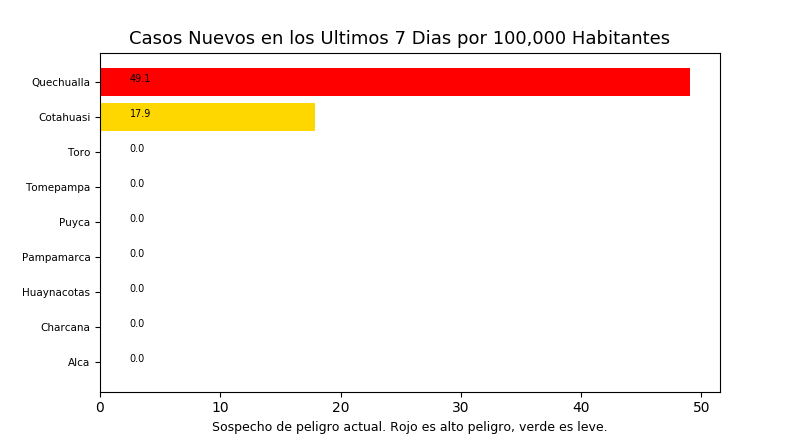 Casos Nuevos en los Ultimos 7 Dias por 100,000 Habitantes
Quechualla 49.1
Cotahuasi 17.9
Toro 0.0
Tomepampa 0.0
Puyca 0.0
Pampamarca 0.0
Huaynacotas 0.0
Charcana 0.0
Alca 0.0
0 10 20 30 40 50
Sospecho de peligro actual. Rojo es alto peligro, verde es leve.